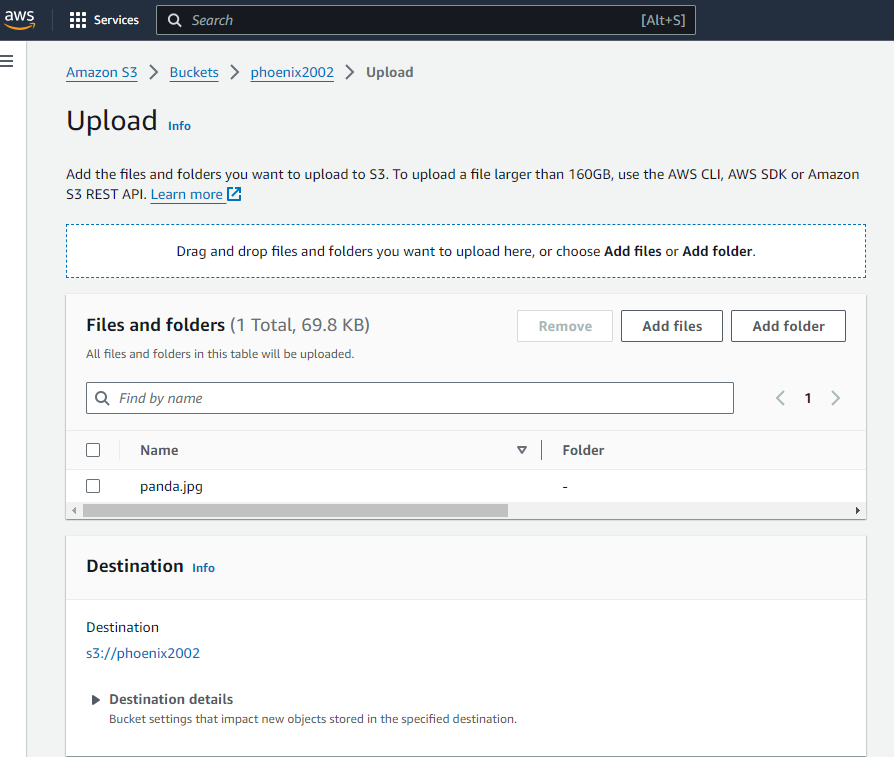 aws Services Search [Alt+S]
Amazon S3 > Buckets > phoenix2002 > Upload
Upload Info
Add the files and folders you want to upload to S3. To upload a file larger than 160GB, use the AWS CLI, AWS SDK or Amazon
S3 REST API. Learn more
Drag and drop files and folders you want to upload here, or choose Add files or Add folder.
Files and folders (1 Total, 69.8 KB) Remove Add files Add folder
All files and folders in this table will be uploaded.
Find by name 1
Name Folder
panda.jpg -
Destination Info
Destination
s3://phoenix2002
Destination details
Bucket settings that impact new objects stored in the specified destination.